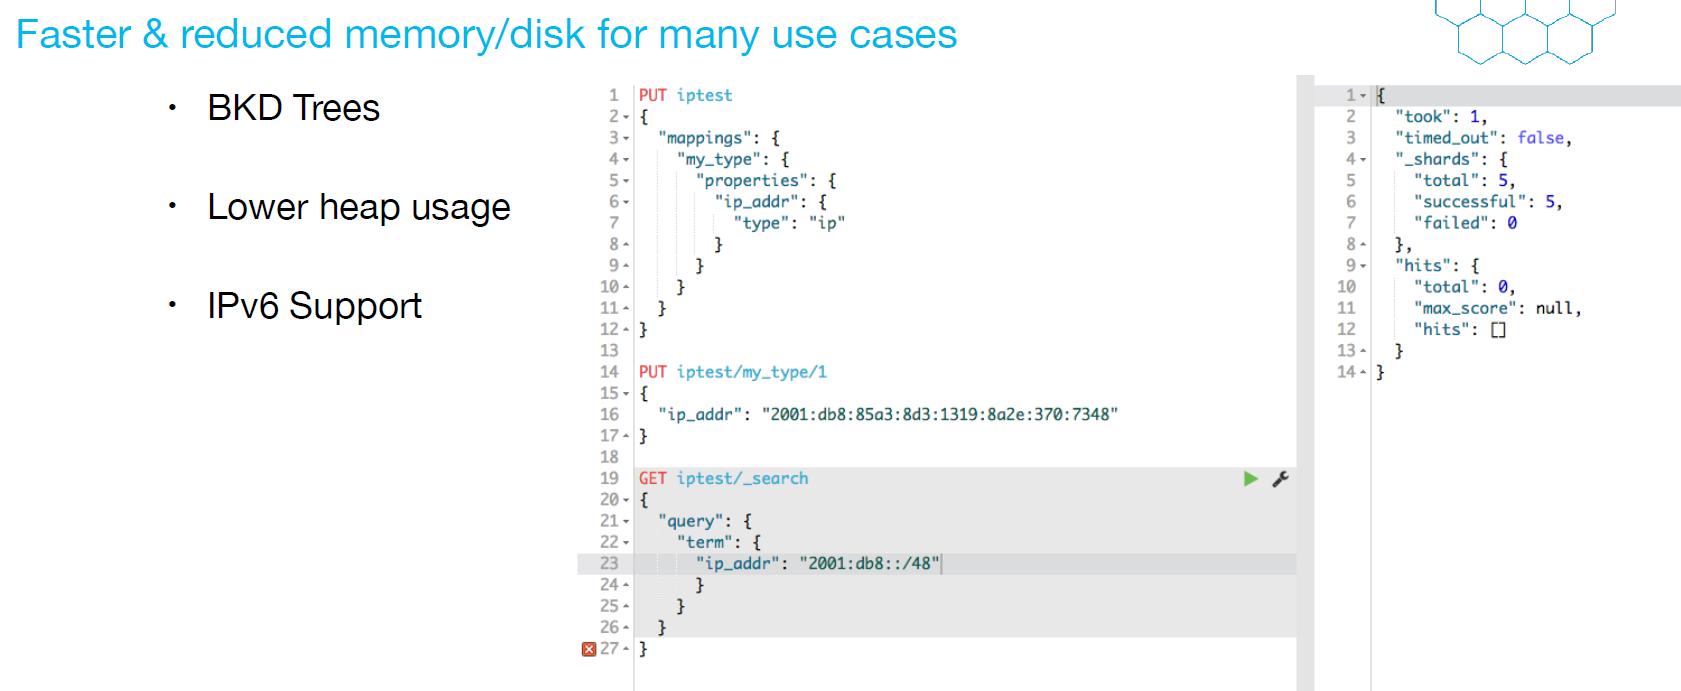 Faster & reduced memory/disk for many use cases
• BKD Trees
• Lower heap usage
• IPv6 Support
1 PUT iptest
2 {
3 "mappings": {
4 "my_type": {
5 "properties": {
6 "ip_addr": {
7 "type": "ip"
8 }
9 }
10 }
11 }
12 }
13
14 PUT iptest/my_type/1
15 {
16 "ip_addr": "2001:db8:85a3:8d3:1319:8a2e:370:7348"
17 }
18
19 GET iptest/_search
20 {
21 "query": {
22 "term": {
23 "ip_addr": "2001:db8::/48"
24 }
25 }
26 }
27 }
1 {
2 "took": 1,
3 "timed_out": false,
4 "_shards": {
5 "total": 5,
6 "successful": 5,
7 "failed": 0
8 },
9 "hits": {
10 "total": 0,
11 "max_score": null,
12 "hits": []
13 }
14 }